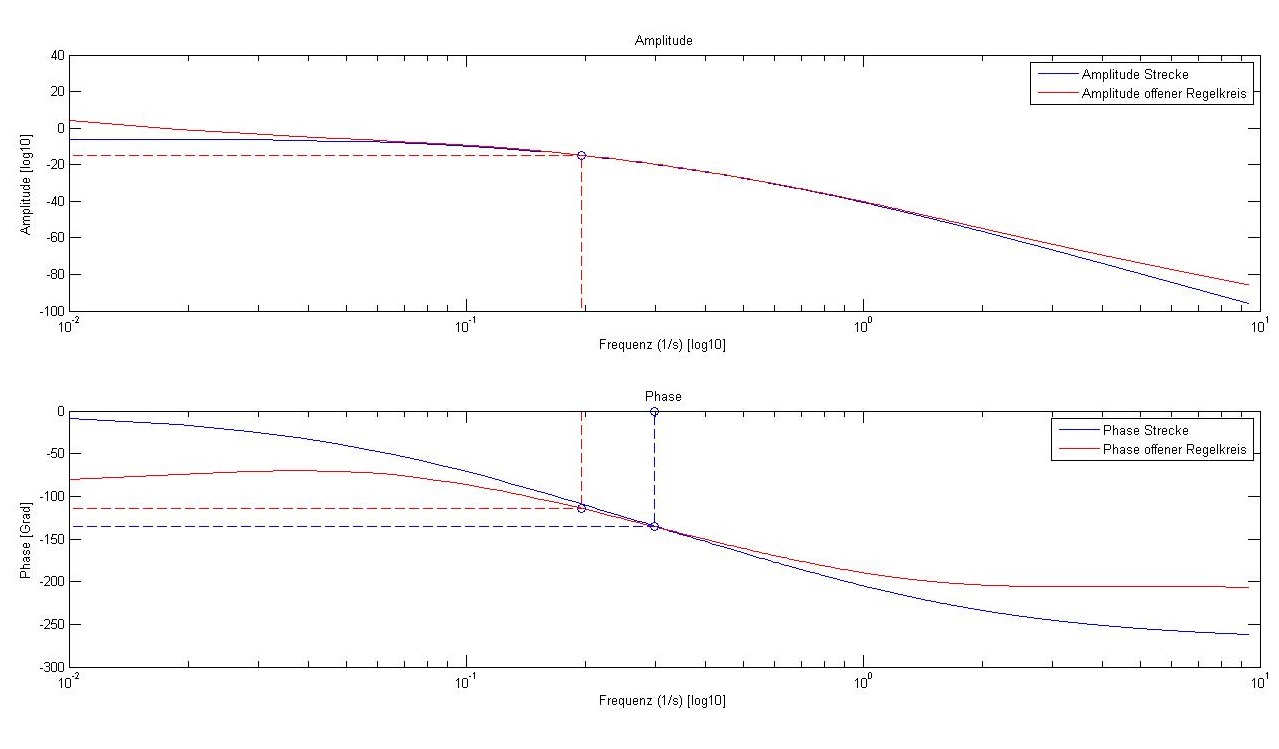 Amplitude
40
20
0
-20
-40
-60
-80
-100
Amplitude [log10]
Amplitude Strecke
Amplitude offener Regelkreis
10^-2
10^-1
10^0
10^1
Frequenz (1/s) [log10]
Phase
0
-50
-100
-150
-200
-250
-300
Phase [Grad]
Phase Strecke
Phase offener Regelkreis
10^-2
10^-1
10^0
10^1
Frequenz (1/s) [log10]